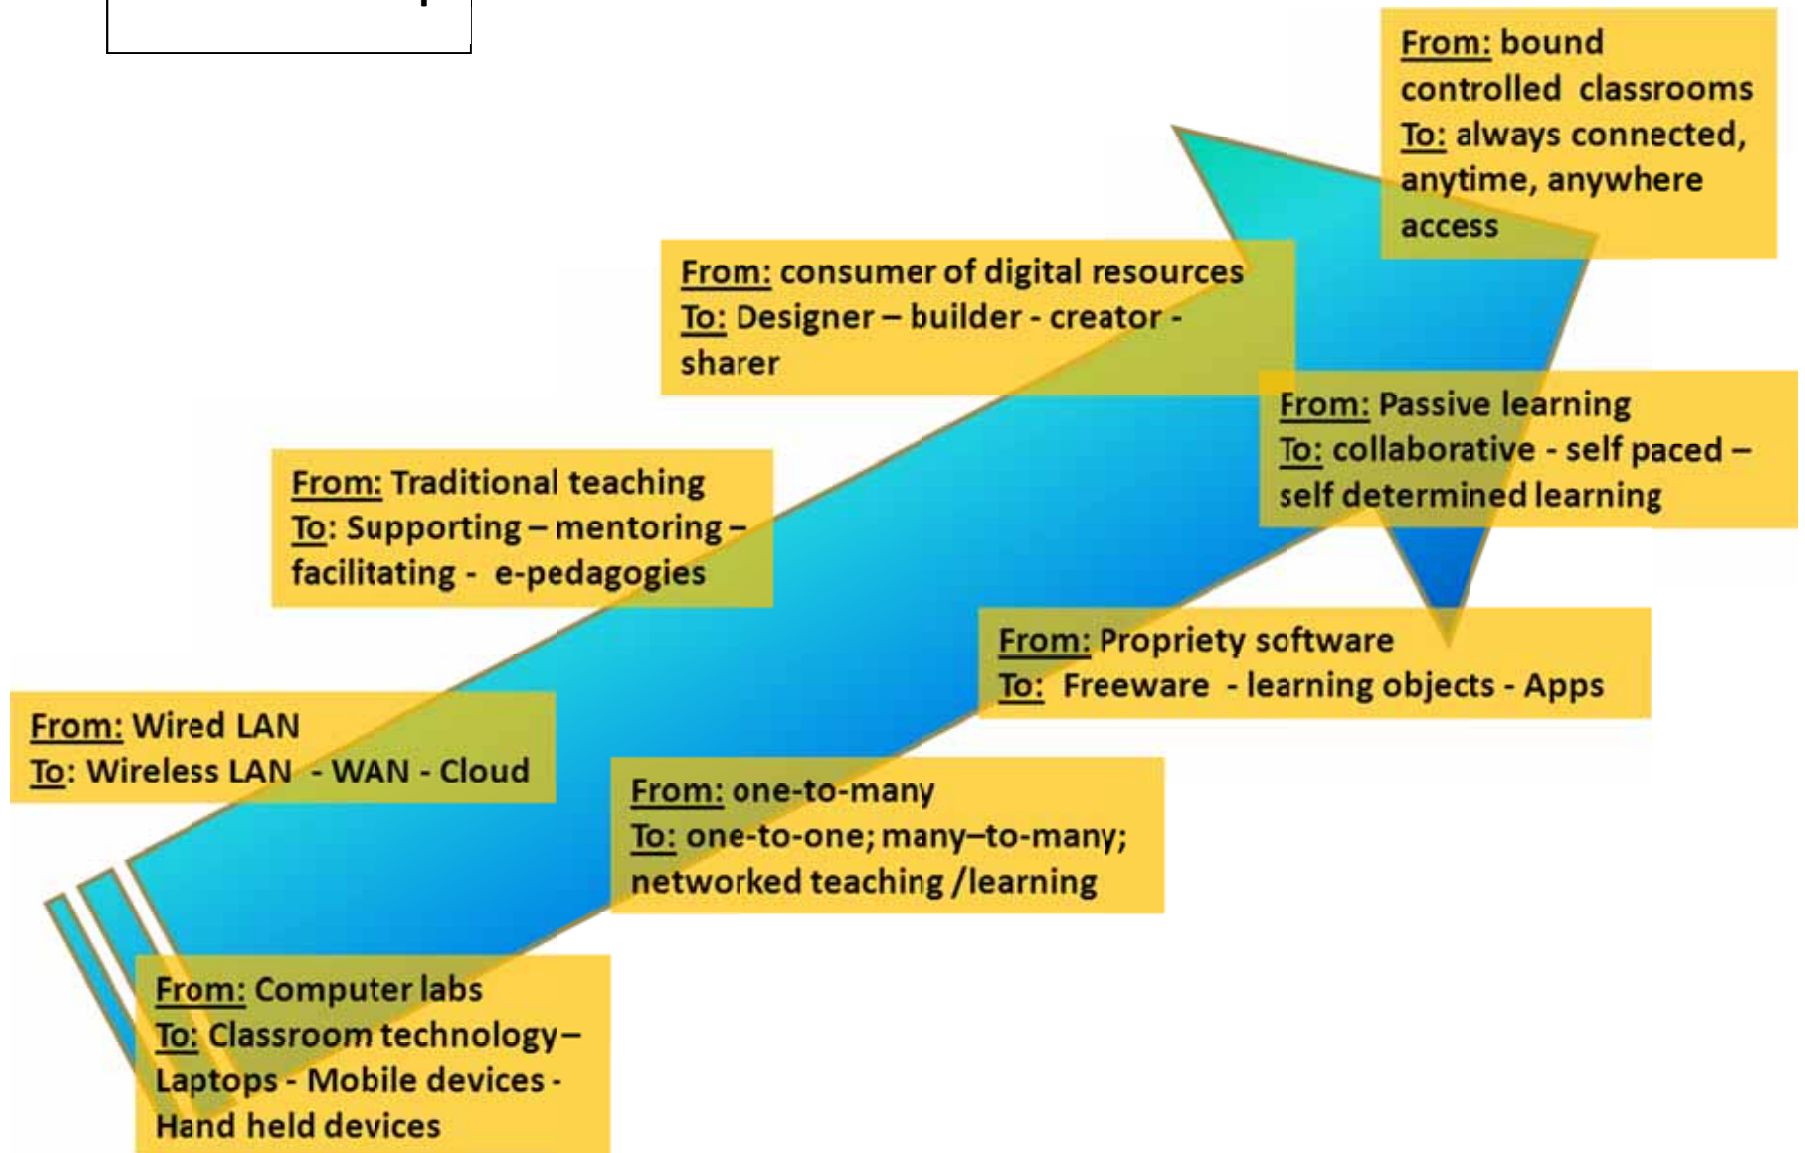 From: bound
controlled classrooms
To: always connected,
anytime, anywhere
access
From: consumer of digital resources
To: Designer – builder - creator -
sharer
From: Passive learning
To: collaborative - self paced –
self determined learning
From: Traditional teaching
To: Supporting – mentoring –
facilitating - e-pedagogies
From: Propriety software
To: Freeware - learning objects - Apps
From: Wired LAN
To: Wireless LAN - WAN - Cloud
From: one-to-many
To: one-to-one; many–to-many;
networked teaching /learning
From: Computer labs
To: Classroom technology–
Laptops - Mobile devices -
Hand held devices